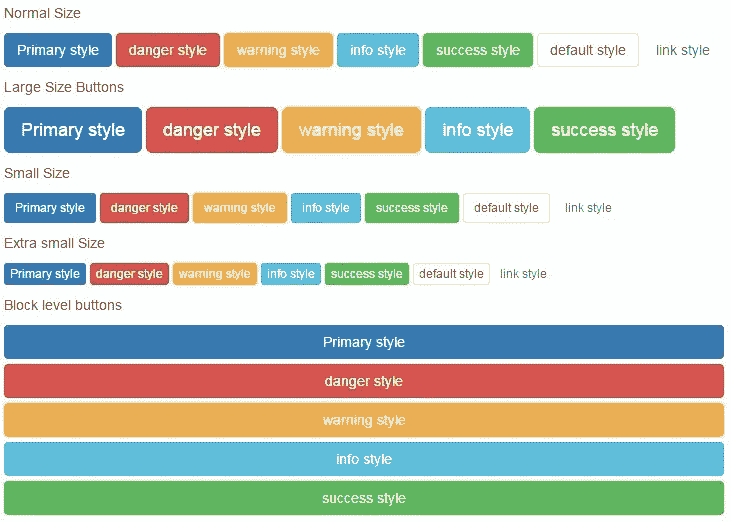 Normal Size
Primary style danger style warning style info style success style default style link style
Large Size Buttons
Primary style danger style warning style info style success style
Small Size
Primary style danger style warning style info style success style default style link style
Extra small Size
Primary style danger style warning style info style success style default style link style
Block level buttons
Primary style
danger style
warning style
info style
success style